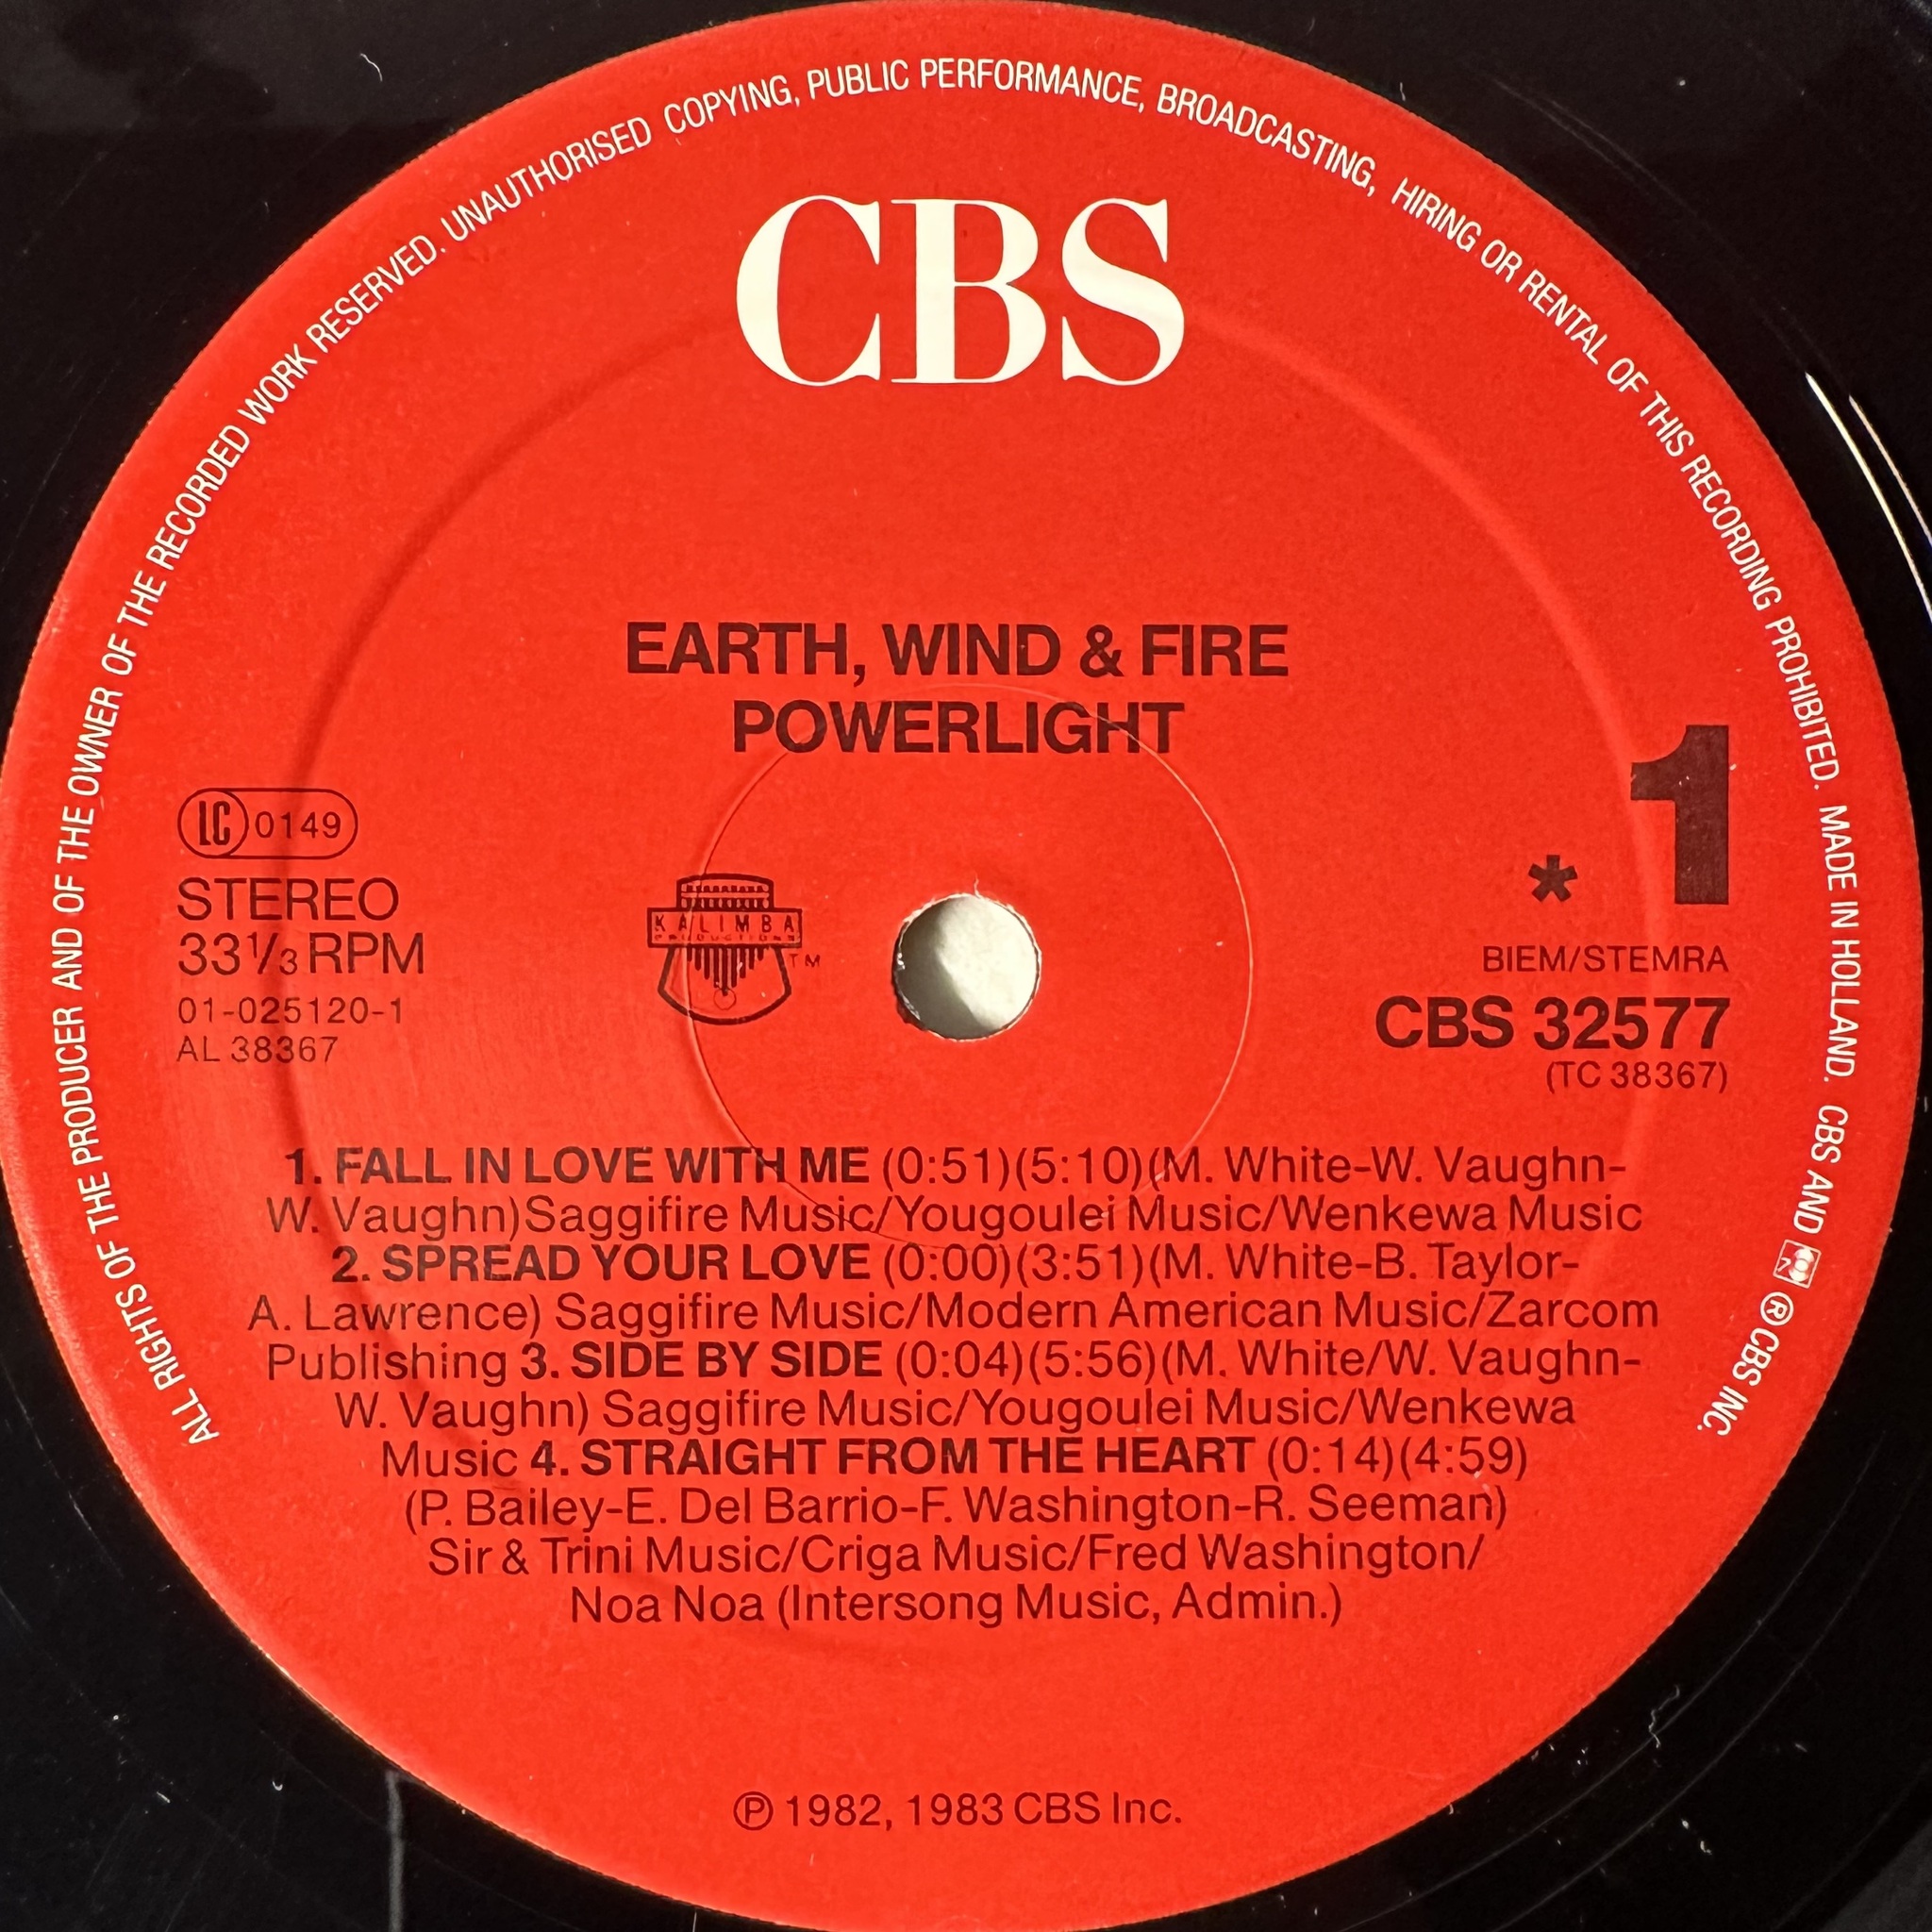 ALL RIGHTS OF THE PRODUCER AND OF THE OWNER OF THE RECORDED WORK RESERVED. UNAUTHORISED COPYING, PUBLIC PERFORMANCE, BROADCASTING, HIRING OR RENTAL OF THIS RECORDING PROHIBITED. MADE IN HOLLAND. CBS AND ® CBS INC.
CBS
EARTH, WIND & FIRE
POWERLIGHT
LC 0149
STEREO
33 1/3 RPM
01-025120-1
AL 38367
KALIMBA
PRODUCTIONS
TM
* 1
BIEM/STEMRA
CBS 32577
(TC 38367)
1. FALL IN LOVE WITH ME (0:51)(5:10)(M. White-W. Vaughn-
W. Vaughn)Saggifire Music/Yougoulei Music/Wenkewa Music
2. SPREAD YOUR LOVE (0:00)(3:51)(M. White-B. Taylor-
A. Lawrence) Saggifire Music/Modern American Music/Zarcom
Publishing 3. SIDE BY SIDE (0:04)(5:56)(M. White/W. Vaughn-
W. Vaughn) Saggifire Music/Yougoulei Music/Wenkewa
Music 4. STRAIGHT FROM THE HEART (0:14)(4:59)
(P. Bailey-E. Del Barrio-F. Washington-R. Seeman)
Sir & Trini Music/Criga Music/Fred Washington/
Noa Noa (Intersong Music, Admin.)
℗ 1982, 1983 CBS Inc.